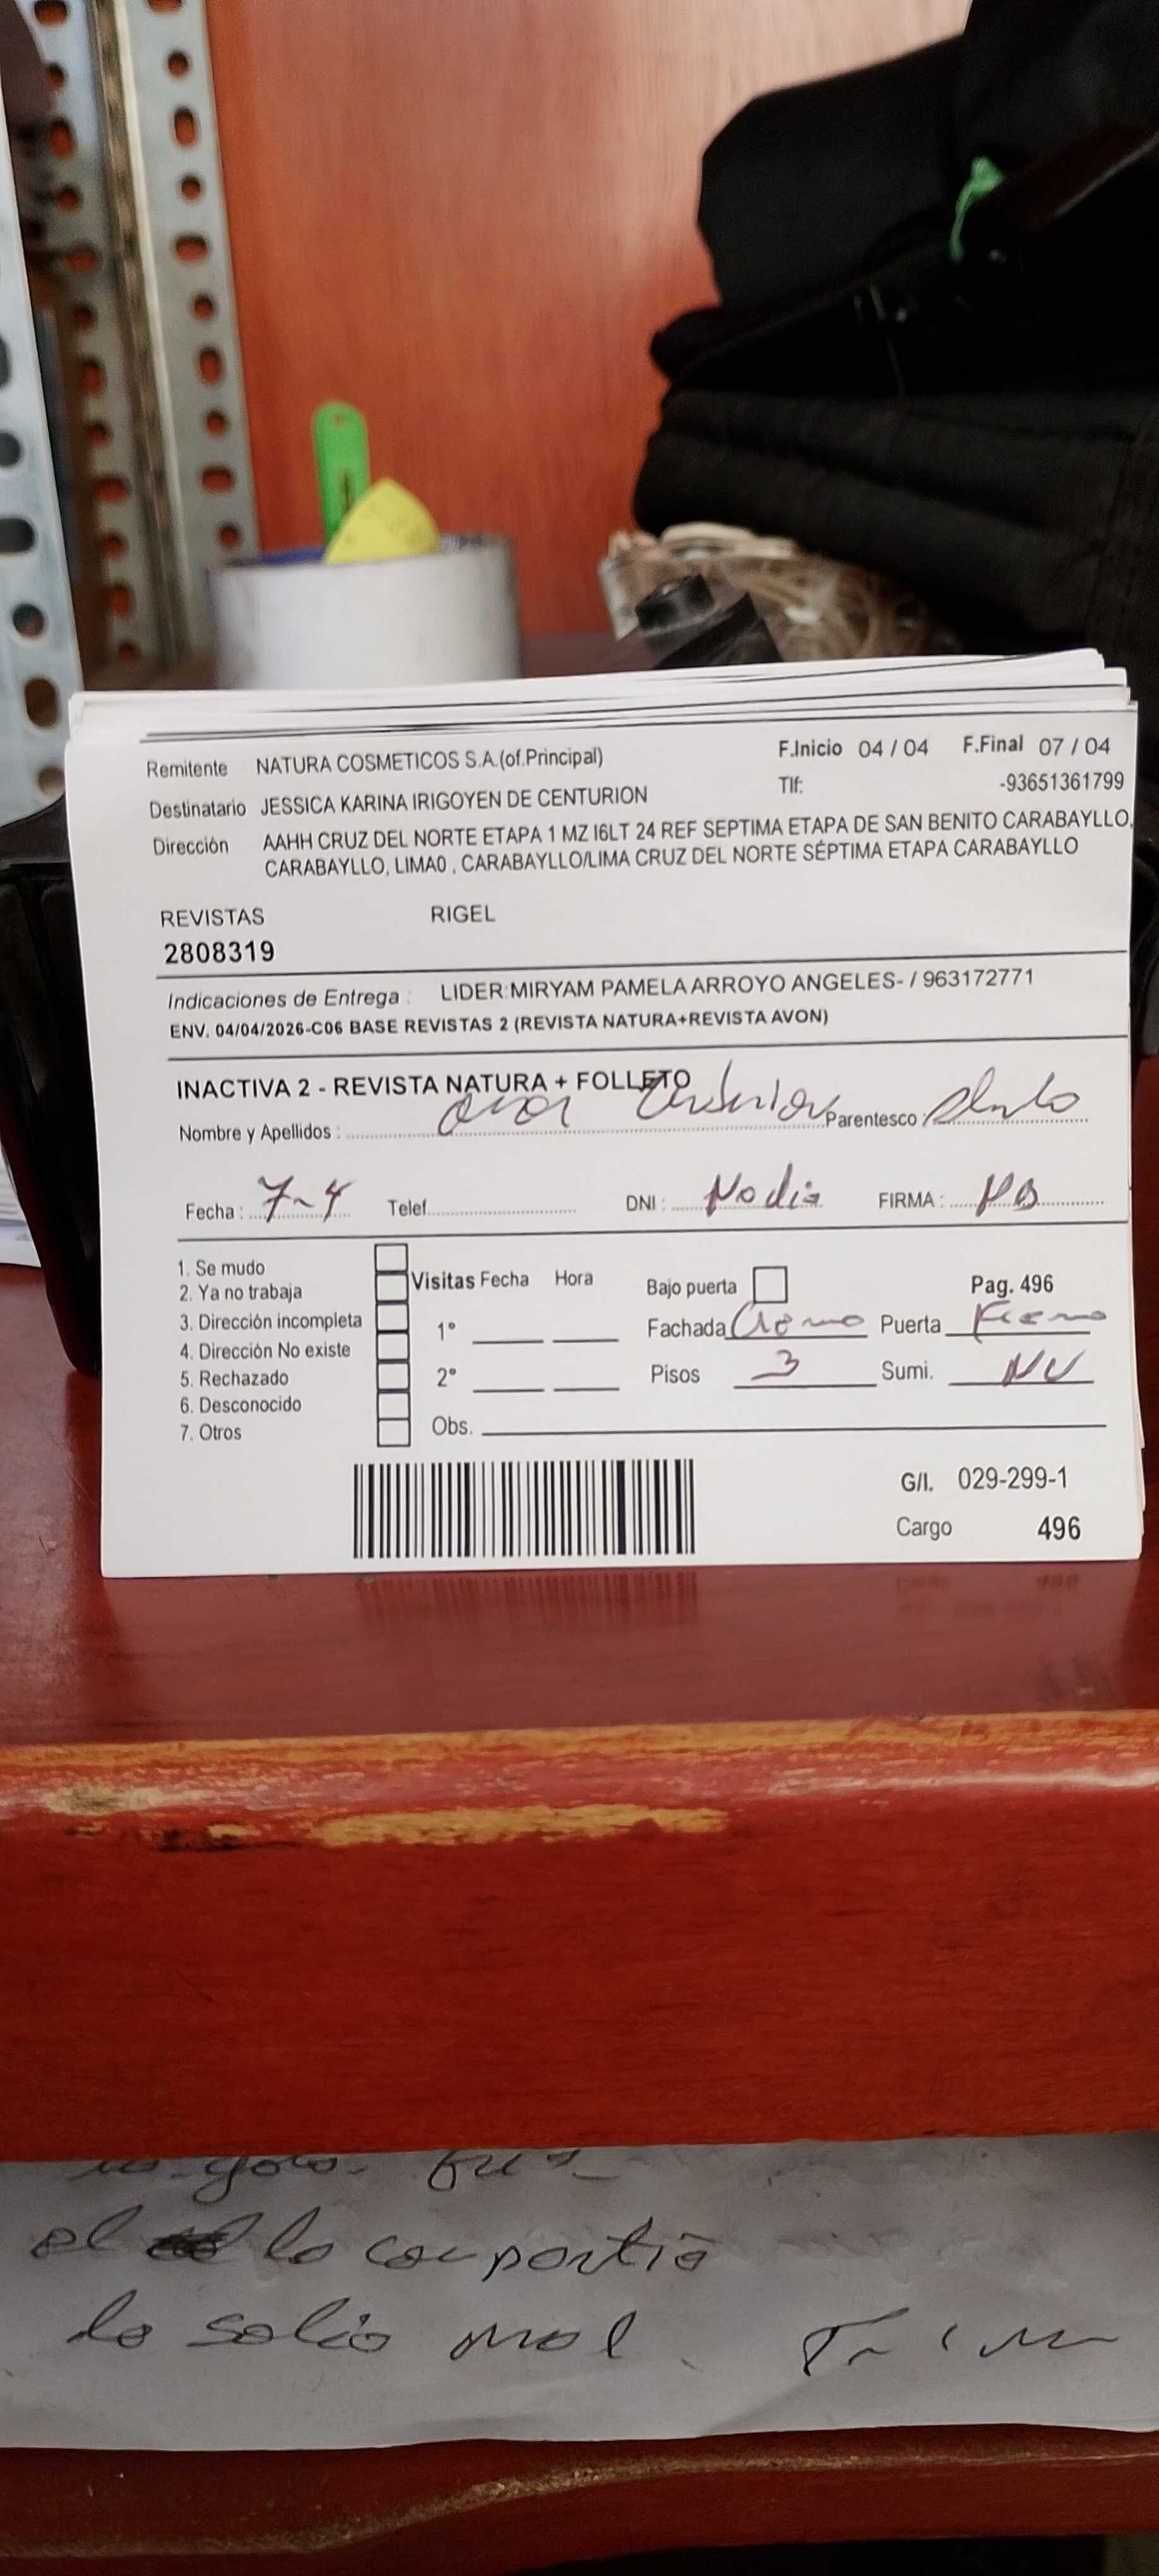 Remitente NATURA COSMETICOS S.A.(of.Principal) F.Inicio 04 / 04 F.Final 07 / 04
Tlf: -93651361799
Destinatario JESSICA KARINA IRIGOYEN DE CENTURION
Dirección AAHH CRUZ DEL NORTE ETAPA 1 MZ I6LT 24 REF SEPTIMA ETAPA DE SAN BENITO CARABAYLLO,
CARABAYLLO, LIMA0 , CARABAYLLO/LIMA CRUZ DEL NORTE SÉPTIMA ETAPA CARABAYLLO
REVISTAS RIGEL
2808319
Indicaciones de Entrega : LIDER:MIRYAM PAMELA ARROYO ANGELES- / 963172771
ENV. 04/04/2026-C06 BASE REVISTAS 2 (REVISTA NATURA+REVISTA AVON)
INACTIVA 2 - REVISTA NATURA + FOLLETO
Nombre y Apellidos : Parentesco :
Fecha : 7-4 Telef. DNI : No dio FIRMA :
1. Se mudo
2. Ya no trabaja
3. Dirección incompleta
4. Dirección No existe
5. Rechazado
6. Desconocido
7. Otros
Visitas Fecha Hora
1°
2°
Obs.
Bajo puerta Pag. 496
Fachada Cremo Puerta Fierro
Pisos 3 Sumi. NV
G/I. 029-299-1
Cargo 496
el lo compartio
lo salio mal